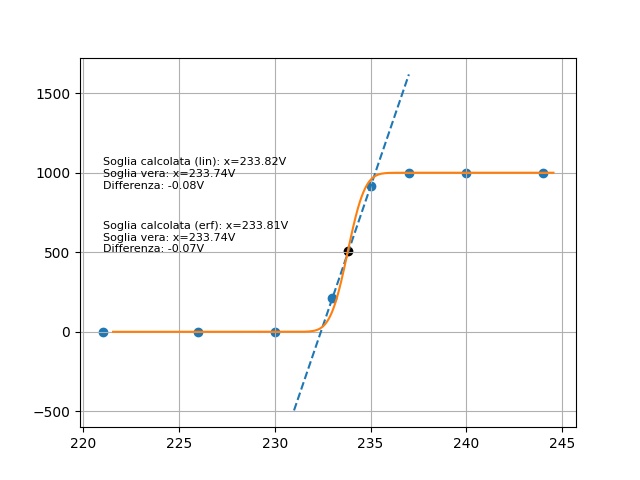 1500
1000
500
0
−500
Soglia calcolata (lin): x=233.82V
Soglia vera: x=233.74V
Differenza: -0.08V
Soglia calcolata (erf): x=233.81V
Soglia vera: x=233.74V
Differenza: -0.07V
220 225 230 235 240 245